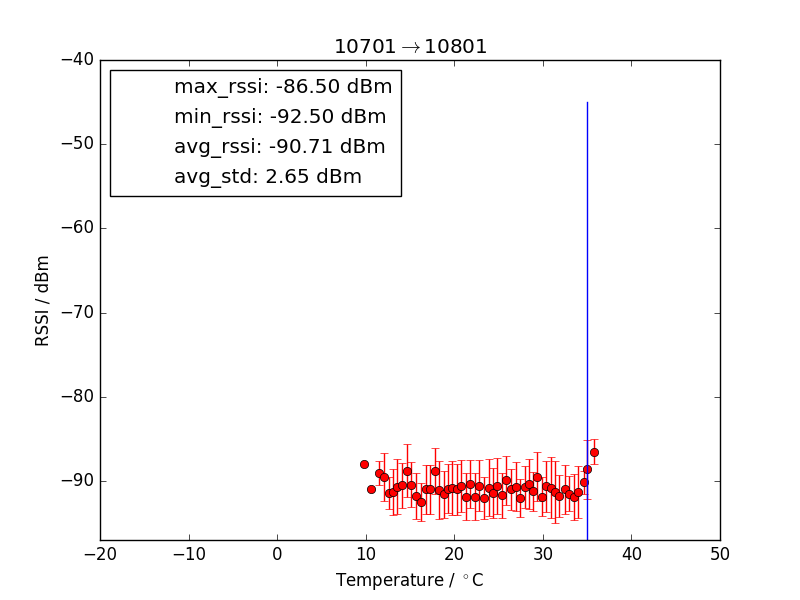 10701→10801
max_rssi: -86.50 dBm
min_rssi: -92.50 dBm
avg_rssi: -90.71 dBm
avg_std: 2.65 dBm
−40
−50
−60
−70
−80
−90
RSSI / dBm
−20 −10 0 10 20 30 40 50
Temperature / °C